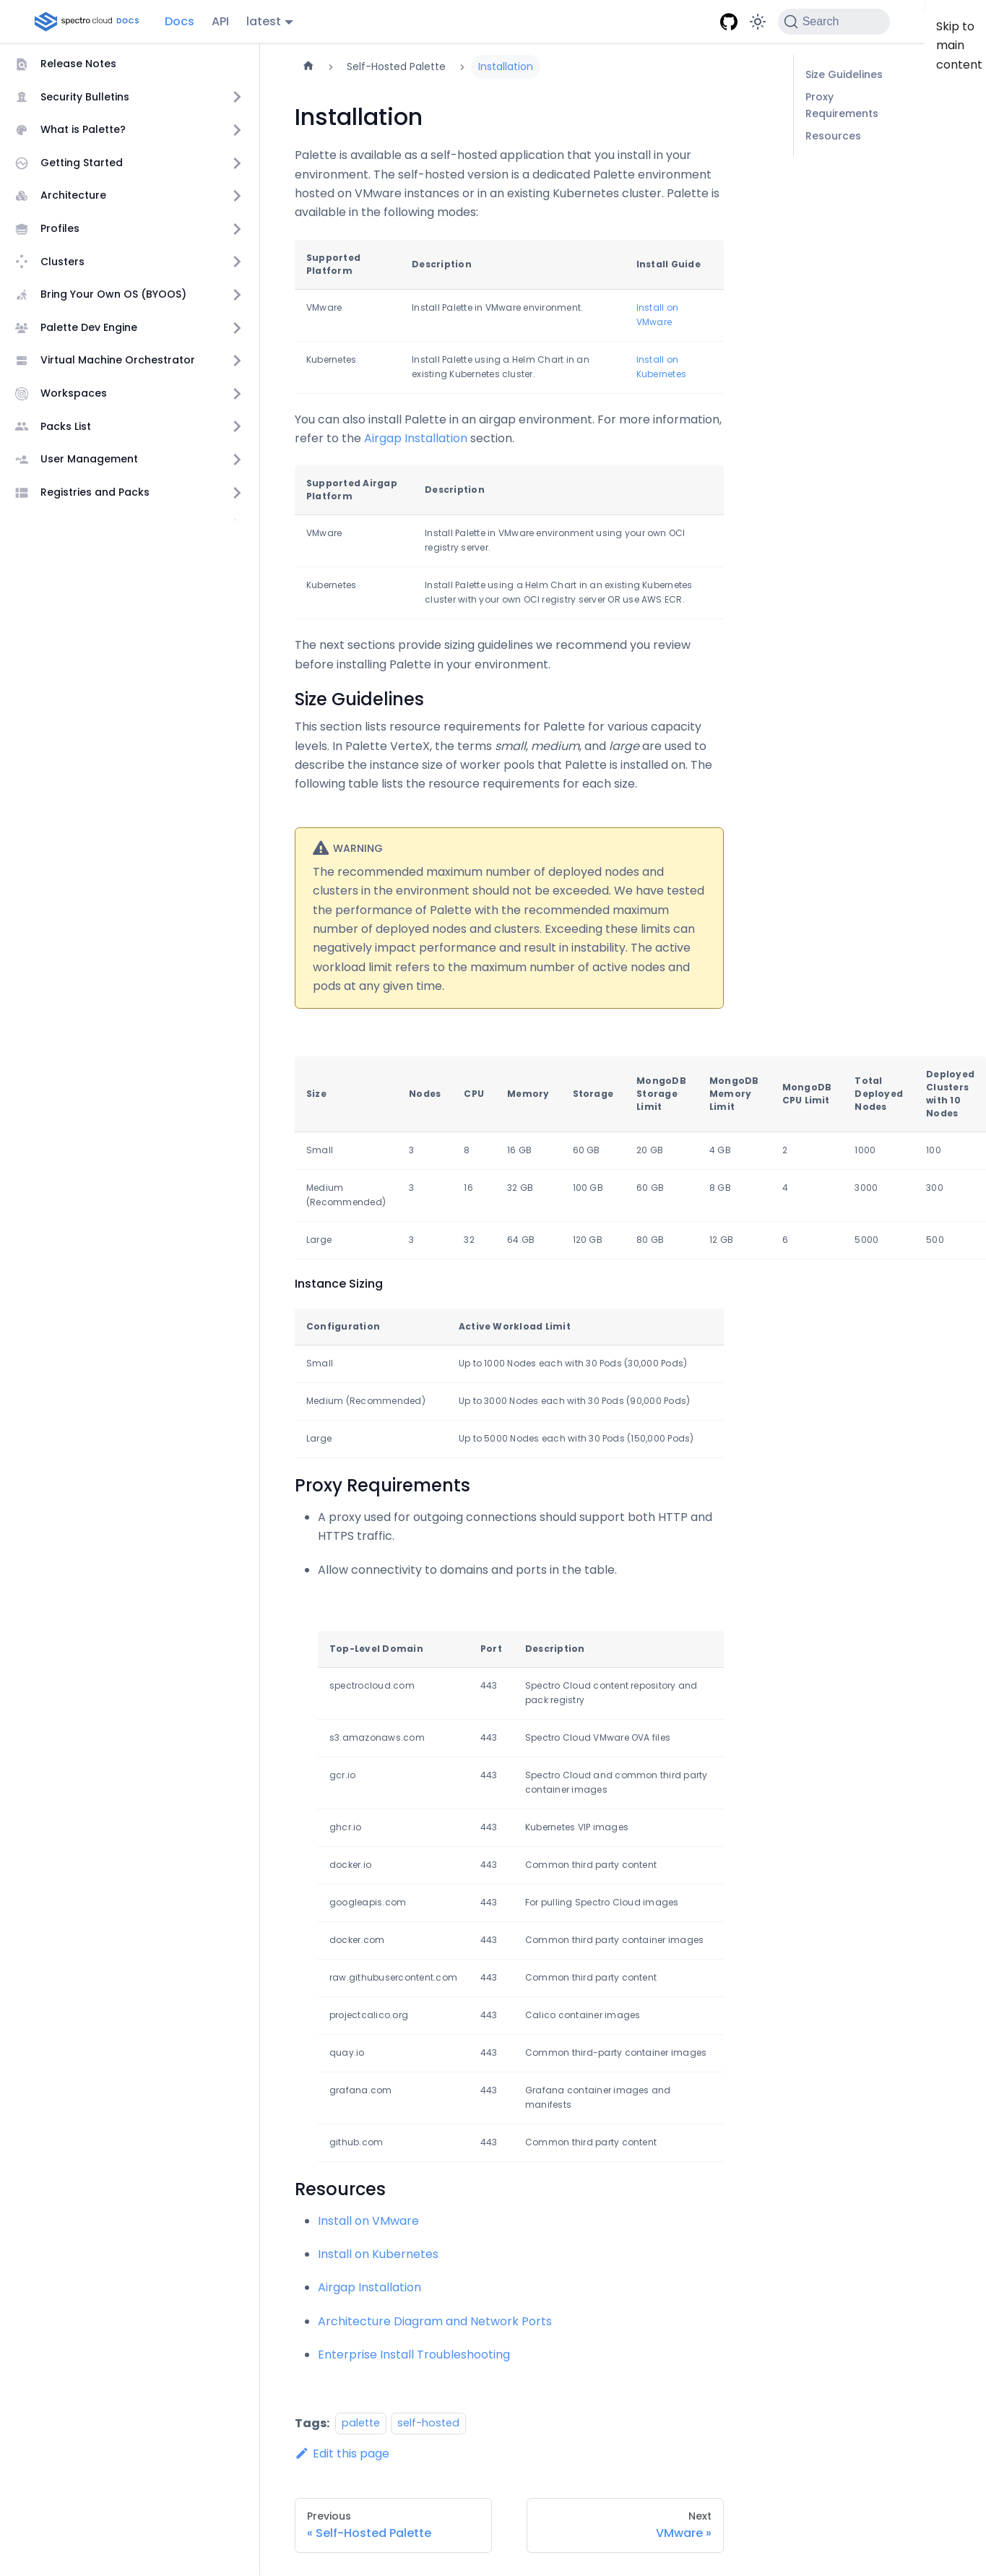 spectro cloud DOCS
Docs
API
latest
Search
Skip to
main
content
Release Notes
Security Bulletins
What is Palette?
Getting Started
Architecture
Profiles
Clusters
Bring Your Own OS (BYOOS)
Palette Dev Engine
Virtual Machine Orchestrator
Workspaces
Packs List
User Management
Registries and Packs
Self-Hosted Palette
Installation
Size Guidelines
Proxy
Requirements
Resources
Installation
Palette is available as a self-hosted application that you install in your
environment. The self-hosted version is a dedicated Palette environment
hosted on VMware instances or in an existing Kubernetes cluster. Palette is
available in the following modes:
Supported Platform Description Install Guide
VMware Install Palette in VMware environment. Install on VMware
Kubernetes Install Palette using a Helm Chart in an existing Kubernetes cluster. Install on Kubernetes
You can also install Palette in an airgap environment. For more information,
refer to the Airgap Installation section.
Supported Airgap Platform Description
VMware Install Palette in VMware environment using your own OCI registry server.
Kubernetes Install Palette using a Helm Chart in an existing Kubernetes cluster with your own OCI registry server OR use AWS ECR.
The next sections provide sizing guidelines we recommend you review
before installing Palette in your environment.
Size Guidelines
This section lists resource requirements for Palette for various capacity
levels. In Palette VerteX, the terms small, medium, and large are used to
describe the instance size of worker pools that Palette is installed on. The
following table lists the resource requirements for each size.
WARNING
The recommended maximum number of deployed nodes and
clusters in the environment should not be exceeded. We have tested
the performance of Palette with the recommended maximum
number of deployed nodes and clusters. Exceeding these limits can
negatively impact performance and result in instability. The active
workload limit refers to the maximum number of active nodes and
pods at any given time.
Size Nodes CPU Memory Storage MongoDB Storage Limit MongoDB Memory Limit MongoDB CPU Limit Total Deployed Nodes Deployed Clusters with 10 Nodes
Small 3 8 16 GB 60 GB 20 GB 4 GB 2 1000 100
Medium (Recommended) 3 16 32 GB 100 GB 60 GB 8 GB 4 3000 300
Large 3 32 64 GB 120 GB 80 GB 12 GB 6 5000 500
Instance Sizing
Configuration Active Workload Limit
Small Up to 1000 Nodes each with 30 Pods (30,000 Pods)
Medium (Recommended) Up to 3000 Nodes each with 30 Pods (90,000 Pods)
Large Up to 5000 Nodes each with 30 Pods (150,000 Pods)
Proxy Requirements
A proxy used for outgoing connections should support both HTTP and
HTTPS traffic.
Allow connectivity to domains and ports in the table.
Top-Level Domain Port Description
spectrocloud.com 443 Spectro Cloud content repository and pack registry
s3.amazonaws.com 443 Spectro Cloud VMware OVA files
gcr.io 443 Spectro Cloud and common third party container images
ghcr.io 443 Kubernetes VIP images
docker.io 443 Common third party content
googleapis.com 443 For pulling Spectro Cloud images
docker.com 443 Common third party container images
raw.githubusercontent.com 443 Common third party content
projectcalico.org 443 Calico container images
quay.io 443 Common third-party container images
grafana.com 443 Grafana container images and manifests
github.com 443 Common third party content
Resources
Install on VMware
Install on Kubernetes
Airgap Installation
Architecture Diagram and Network Ports
Enterprise Install Troubleshooting
Tags: palette self-hosted
Edit this page
Previous
« Self-Hosted Palette
Next
VMware »